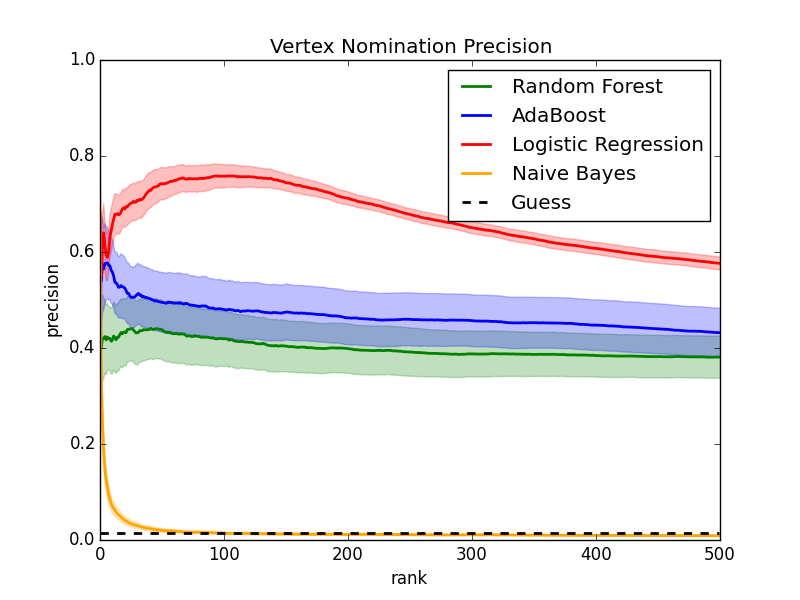 Vertex Nomination Precision
1.0
0.8
0.6
0.4
0.2
0.0
precision
Random Forest
AdaBoost
Logistic Regression
Naive Bayes
Guess
0
100
200
300
400
500
rank